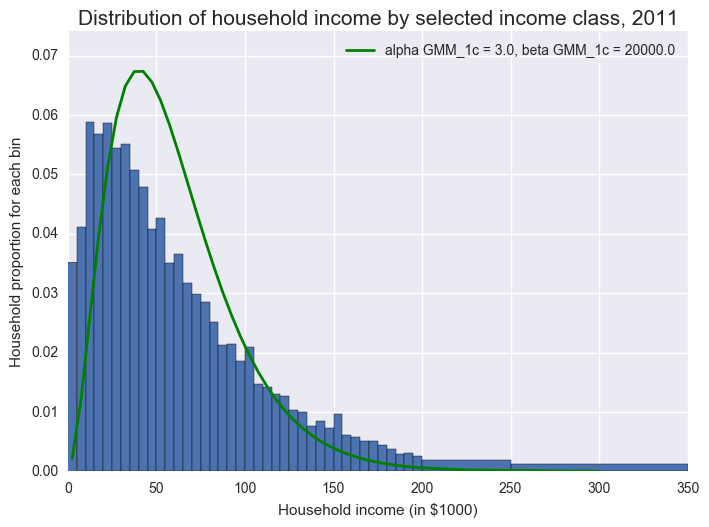 Distribution of household income by selected income class, 2011
alpha GMM_1c = 3.0, beta GMM_1c = 20000.0
Household proportion for each bin
0.07
0.06
0.05
0.04
0.03
0.02
0.01
0.00
0 50 100 150 200 250 300 350
Household income (in $1000)